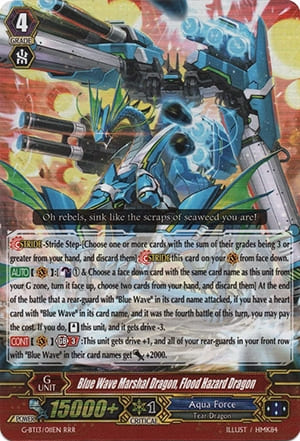 4
GRADE
Oh rebels, sink like the scraps of seaweed you are!
STRIDE -Stride Step-[Choose one or more cards with the sum of their grades being 3 or
greater from your hand, and discard them] STRIDE this card on your from face down.
AUTO 1: 1 & Choose a face down card with the same card name as this unit from
your G zone, turn it face up, choose two cards from your hand, and discard them] At the end
of the battle that a rear-guard with "Blue Wave" in its card name attacked, if you have a heart
card with "Blue Wave" in its card name, and it was the fourth battle of this turn, you may pay
the cost. If you do, this unit, and it gets drive -3.
CONT GB 3: This unit gets drive +1, and all of your rear-guards in your front row
with "Blue Wave" in their card names get +2000.
G UNIT
Blue Wave Marshal Dragon, Flood Hazard Dragon
POWER
15000+
1
CRITICAL
Aqua Force
Tear Dragon
G-BT13/011EN RRR
ILLUST / HMK84